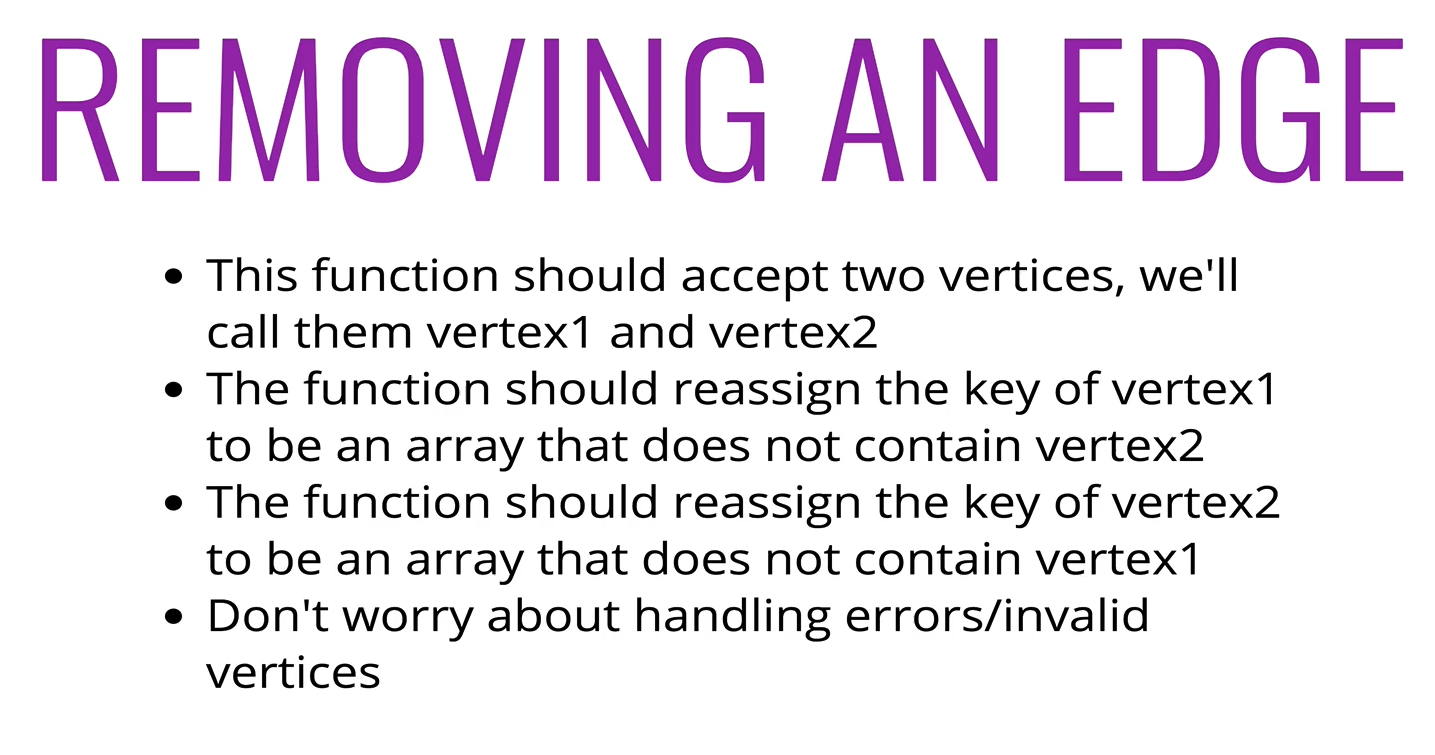 REMOVING AN EDGE
• This function should accept two vertices, we'll
call them vertex1 and vertex2
• The function should reassign the key of vertex1
to be an array that does not contain vertex2
• The function should reassign the key of vertex2
to be an array that does not contain vertex1
• Don't worry about handling errors/invalid
vertices